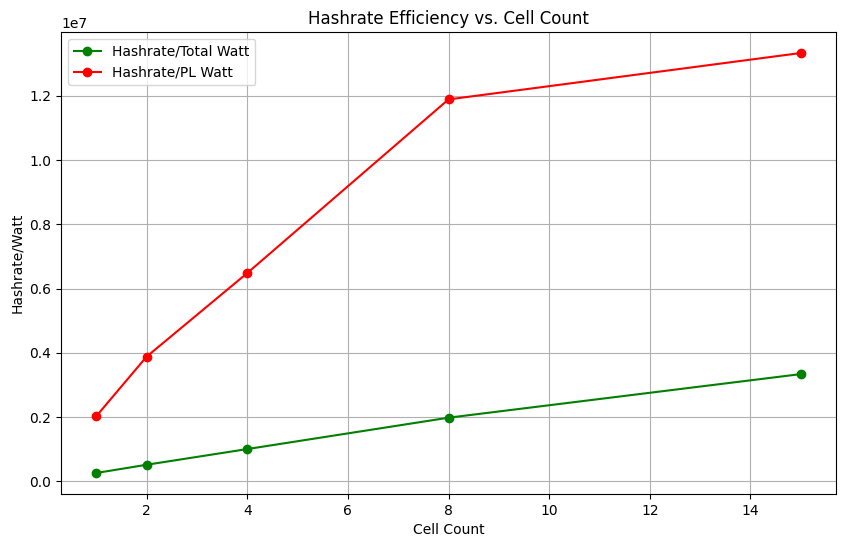 Hashrate Efficiency vs. Cell Count
1e7
Hashrate/Total Watt
Hashrate/PL Watt
1.2
1.0
0.8
0.6
0.4
0.2
0.0
Hashrate/Watt
2 4 6 8 10 12 14
Cell Count